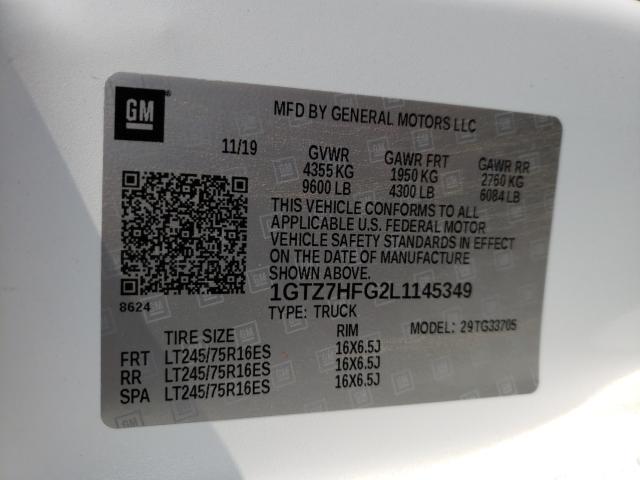 GM
MFD BY GENERAL MOTORS LLC
11/19
GVWR GAWR FRT GAWR RR
4355 KG 1950 KG 2760 KG
9600 LB 4300 LB 6084 LB
THIS VEHICLE CONFORMS TO ALL
APPLICABLE U.S. FEDERAL MOTOR
VEHICLE SAFETY STANDARDS IN EFFECT
ON THE DATE OF MANUFACTURE
SHOWN ABOVE.
8624
1GTZ7HFG2L1145349
TYPE: TRUCK MODEL: 29TG33705
TIRE SIZE RIM
FRT LT245/75R16ES 16X6.5J
RR LT245/75R16ES 16X6.5J
SPA LT245/75R16ES 16X6.5J